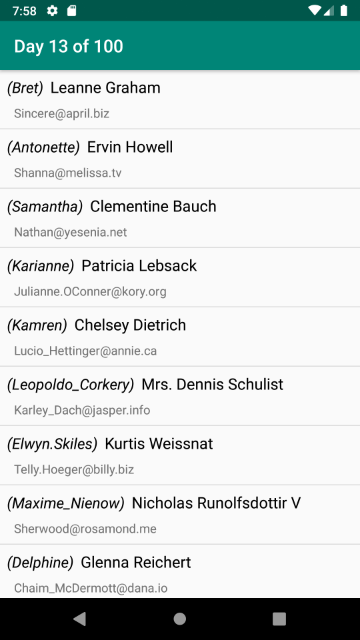 7:58
Day 13 of 100
(Bret) Leanne Graham
Sincere@april.biz
(Antonette) Ervin Howell
Shanna@melissa.tv
(Samantha) Clementine Bauch
Nathan@yesenia.net
(Karianne) Patricia Lebsack
Julianne.OConner@kory.org
(Kamren) Chelsey Dietrich
Lucio_Hettinger@annie.ca
(Leopoldo_Corkery) Mrs. Dennis Schulist
Karley_Dach@jasper.info
(Elwyn.Skiles) Kurtis Weissnat
Telly.Hoeger@billy.biz
(Maxime_Nienow) Nicholas Runolfsdottir V
Sherwood@rosamond.me
(Delphine) Glenna Reichert
Chaim_McDermott@dana.io